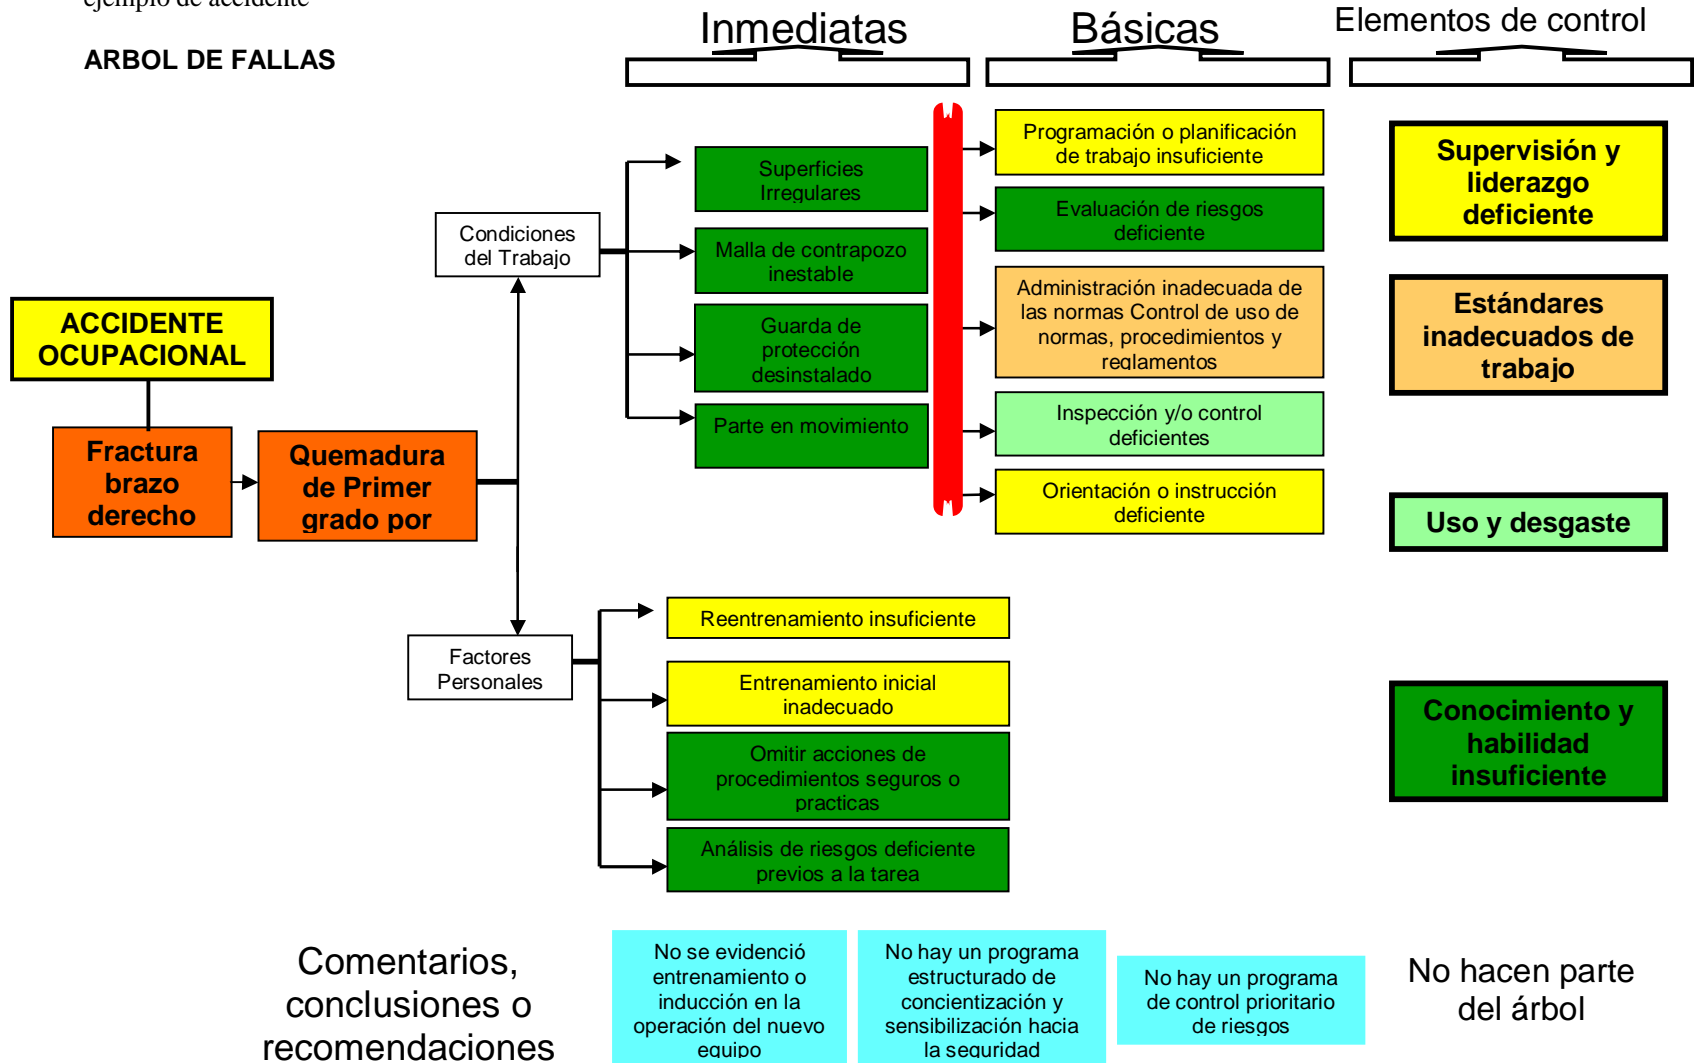 ejemplo de accidente
ARBOL DE FALLAS
Inmediatas
Básicas
Elementos de control
Superficies
Irregulares
Malla de contrapozo
inestable
Guarda de
protección
desinstalado
Parte en movimiento
Programación o planificación
de trabajo insuficiente
Evaluación de riesgos
deficiente
Administración inadecuada de
las normas Control de uso de
normas, procedimientos y
reglamentos
Inspección y/o control
deficientes
Orientación o instrucción
deficiente
Supervisión y
liderazgo
deficiente
Estándares
inadecuados de
trabajo
Uso y desgaste
Conocimiento y
habilidad
insuficiente
Condiciones
del Trabajo
ACCIDENTE
OCUPACIONAL
Fractura
brazo
derecho
Quemadura
de Primer
grado por
Factores
Personales
Reentrenamiento insuficiente
Entrenamiento inicial
inadecuado
Omitir acciones de
procedimientos seguros o
practicas
Análisis de riesgos deficiente
previos a la tarea
Comentarios,
conclusiones o
recomendaciones
No se evidenció
entrenamiento o
inducción en la
operación del nuevo
equipo
No hay un programa
estructurado de
concientización y
sensibilización hacia
la seguridad
No hay un programa
de control prioritario
de riesgos
No hacen parte
del árbol